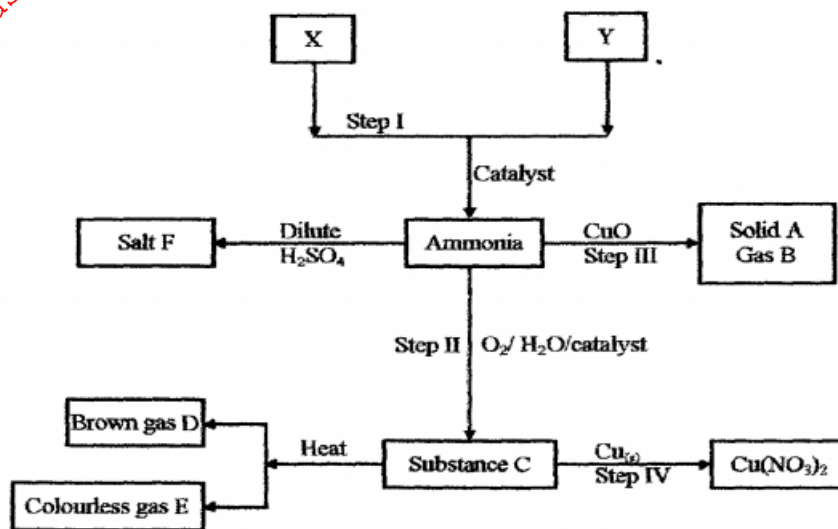 X
Y
Step I
Catalyst
Salt F
Dilute
H₂SO₄
Ammonia
CuO
Step III
Solid A
Gas B
Step II
O₂/ H₂O/catalyst
Brown gas D
Heat
Substance C
Cu₍ₛ₎
Step IV
Cu(NO₃)₂
Colourless gas E